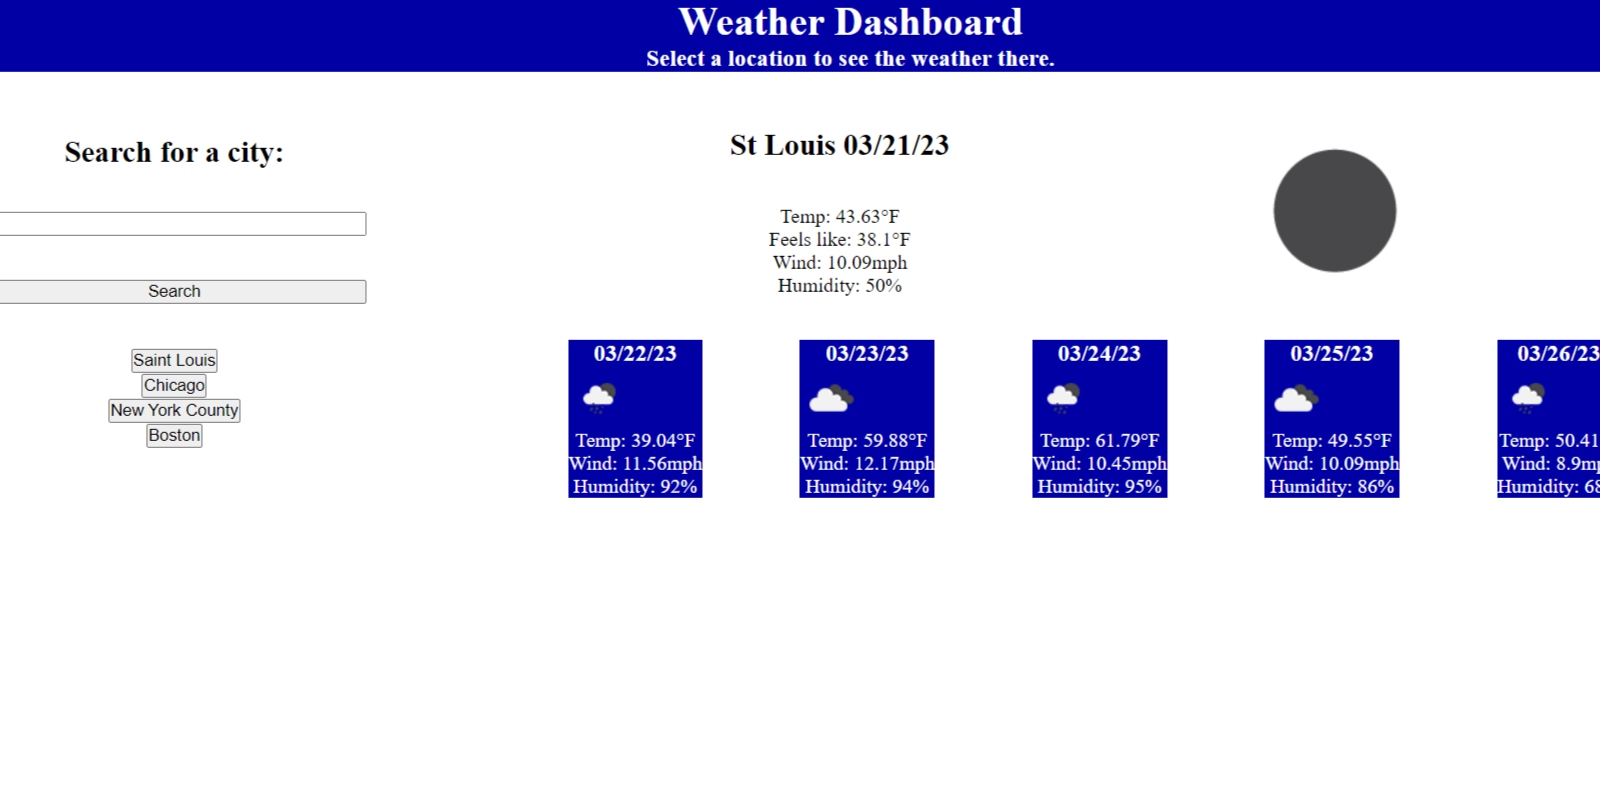 Weather Dashboard
Select a location to see the weather there.
Search for a city:
Search
Saint Louis
Chicago
New York County
Boston
St Louis 03/21/23
Temp: 43.63°F
Feels like: 38.1°F
Wind: 10.09mph
Humidity: 50%
03/22/23
Temp: 39.04°F
Wind: 11.56mph
Humidity: 92%
03/23/23
Temp: 59.88°F
Wind: 12.17mph
Humidity: 94%
03/24/23
Temp: 61.79°F
Wind: 10.45mph
Humidity: 95%
03/25/23
Temp: 49.55°F
Wind: 10.09mph
Humidity: 86%
03/26/23
Temp: 50.41
Wind: 8.9m
Humidity: 68